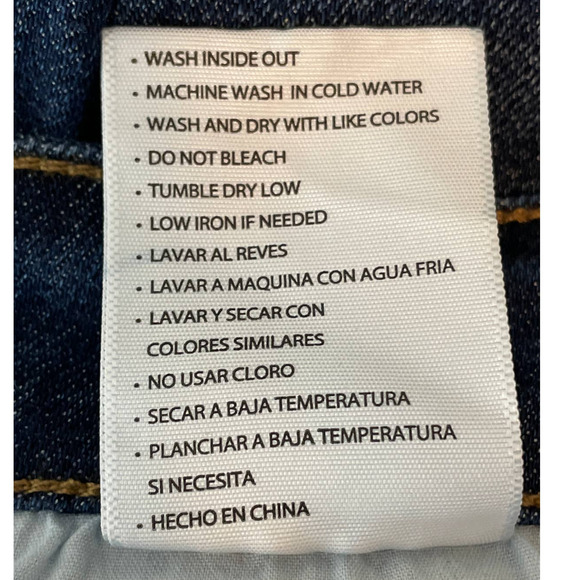 • WASH INSIDE OUT
• MACHINE WASH IN COLD WATER
• WASH AND DRY WITH LIKE COLORS
• DO NOT BLEACH
• TUMBLE DRY LOW
• LOW IRON IF NEEDED
• LAVAR AL REVES
• LAVAR A MAQUINA CON AGUA FRIA
• LAVAR Y SECAR CON
COLORES SIMILARES
• NO USAR CLORO
• SECAR A BAJA TEMPERATURA
• PLANCHAR A BAJA TEMPERATURA
SI NECESITA
• HECHO EN CHINA